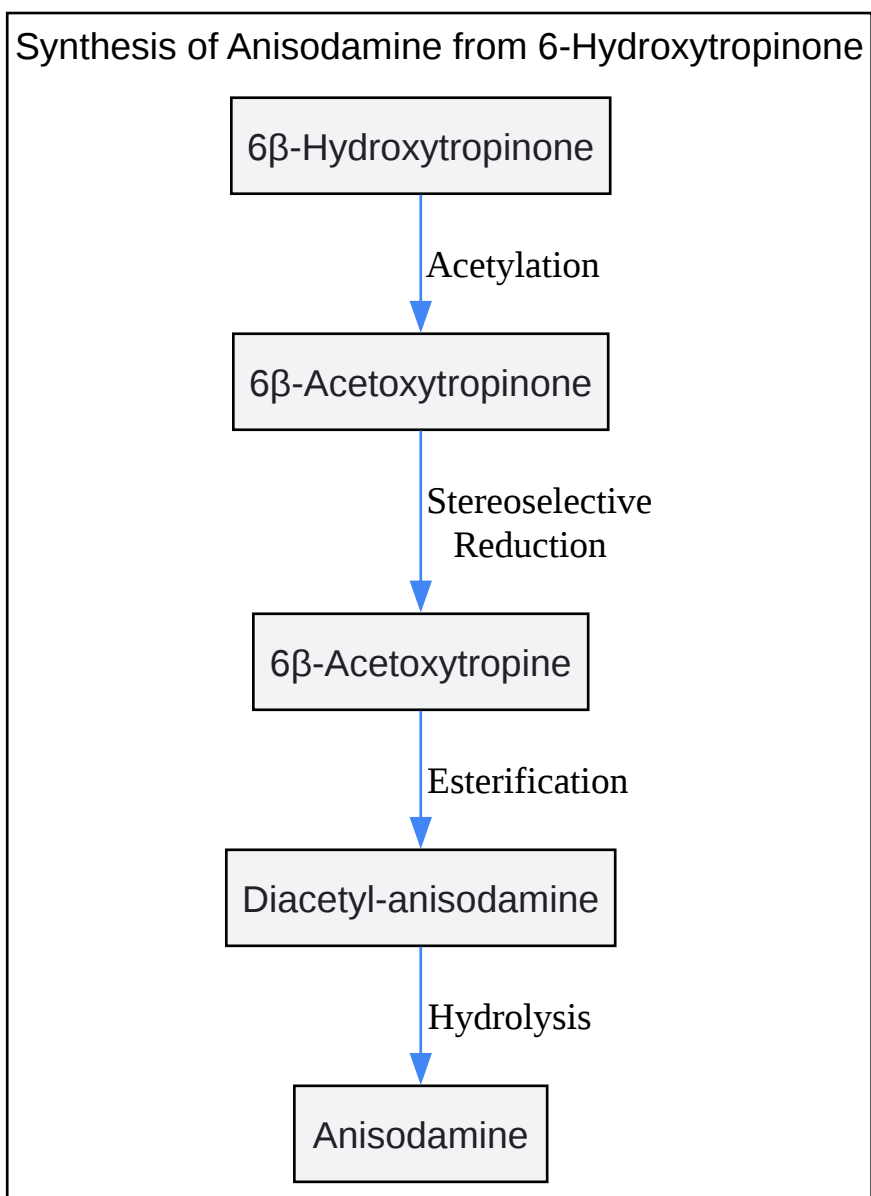 Synthesis of Anisodamine from 6-Hydroxytropinone
6β-Hydroxytropinone
Acetylation
6β-Acetoxytropinone
Stereoselective
Reduction
6β-Acetoxytropine
Esterification
Diacetyl-anisodamine
Hydrolysis
Anisodamine